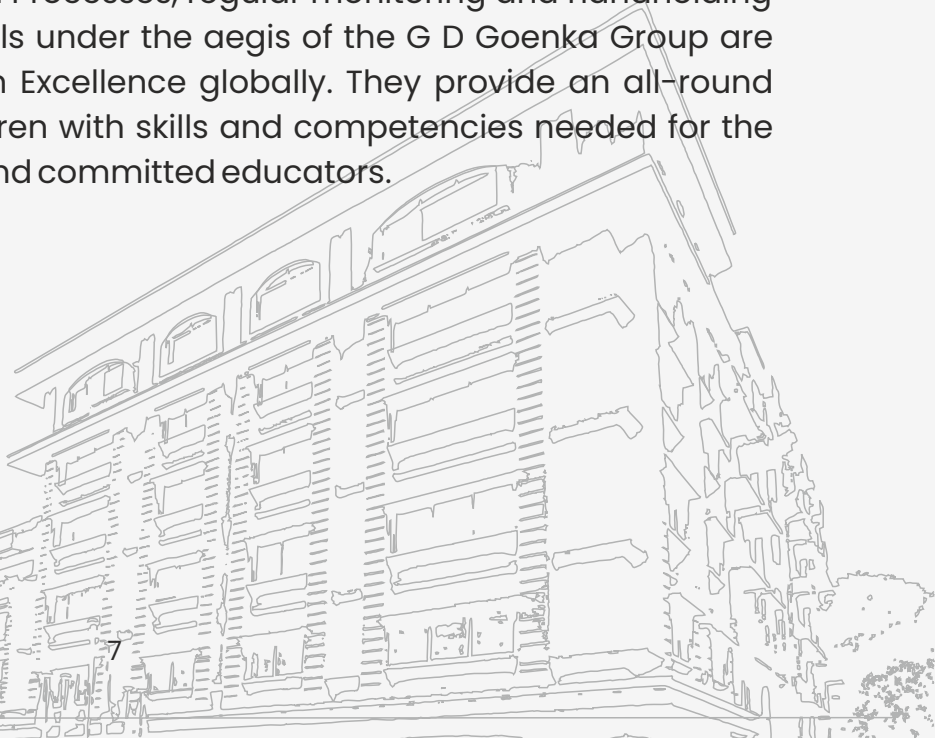 Processes, regular monitoring and handholding
ls under the aegis of the G D Goenka Group are
n Excellence globally. They provide an all-round
ren with skills and competencies needed for the
nd committed educators.
7